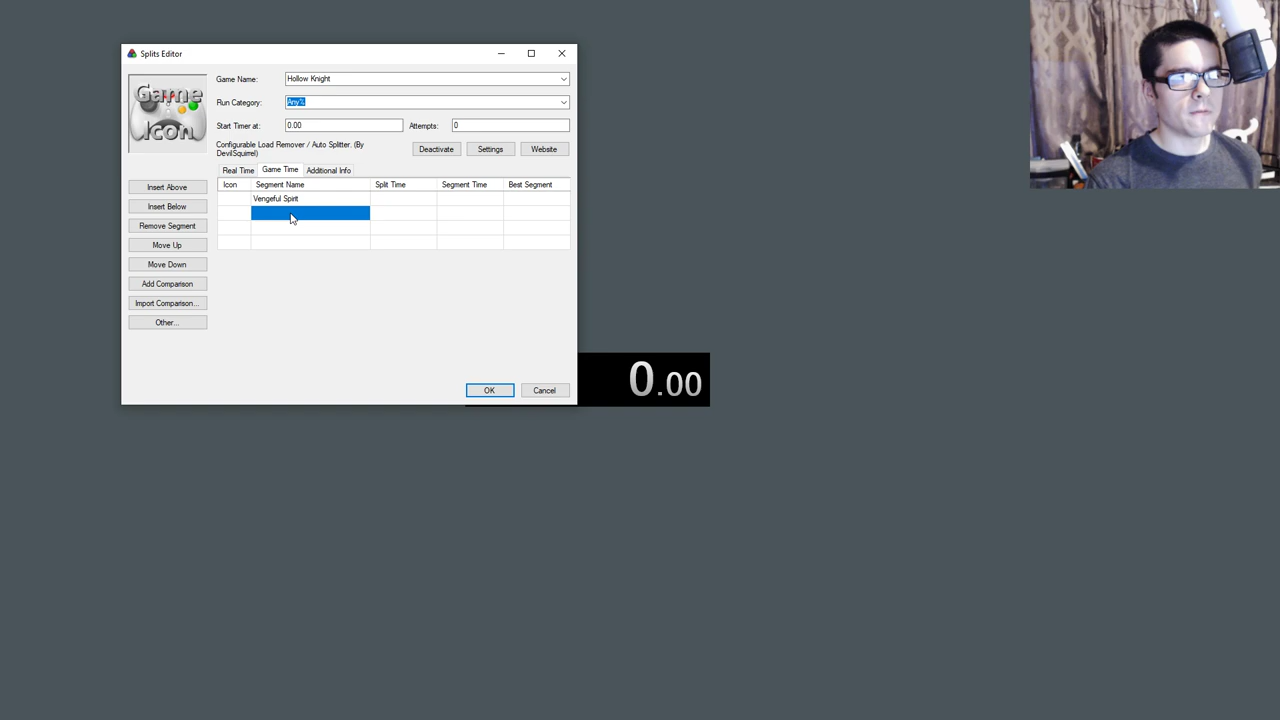 Splits Editor
Game Icon
Game Name: Hollow Knight
Run Category: Any%
Start Timer at: 0.00 Attempts: 0
Configurable Load Remover / Auto Splitter. (By
DevilSquirrel)
Deactivate Settings Website
Real Time Game Time Additional Info
Icon Segment Name Split Time Segment Time Best Segment
Vengeful Spirit
Insert Above
Insert Below
Remove Segment
Move Up
Move Down
Add Comparison
Import Comparison...
Other...
OK Cancel
0.00